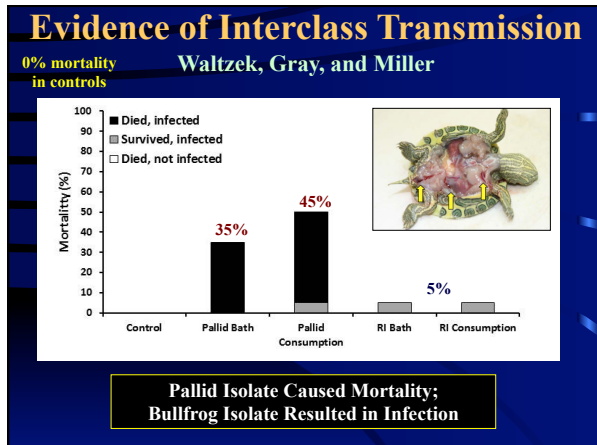 Evidence of Interclass Transmission
0% mortality
in controls
Waltzek, Gray, and Miller
100
90
80
70
60
50
40
30
20
10
0
Mortality (%)
Died, infected
Survived, infected
Died, not infected
35%
45%
5%
Control
Pallid Bath
Pallid
Consumption
RI Bath
RI Consumption
Pallid Isolate Caused Mortality;
Bullfrog Isolate Resulted in Infection